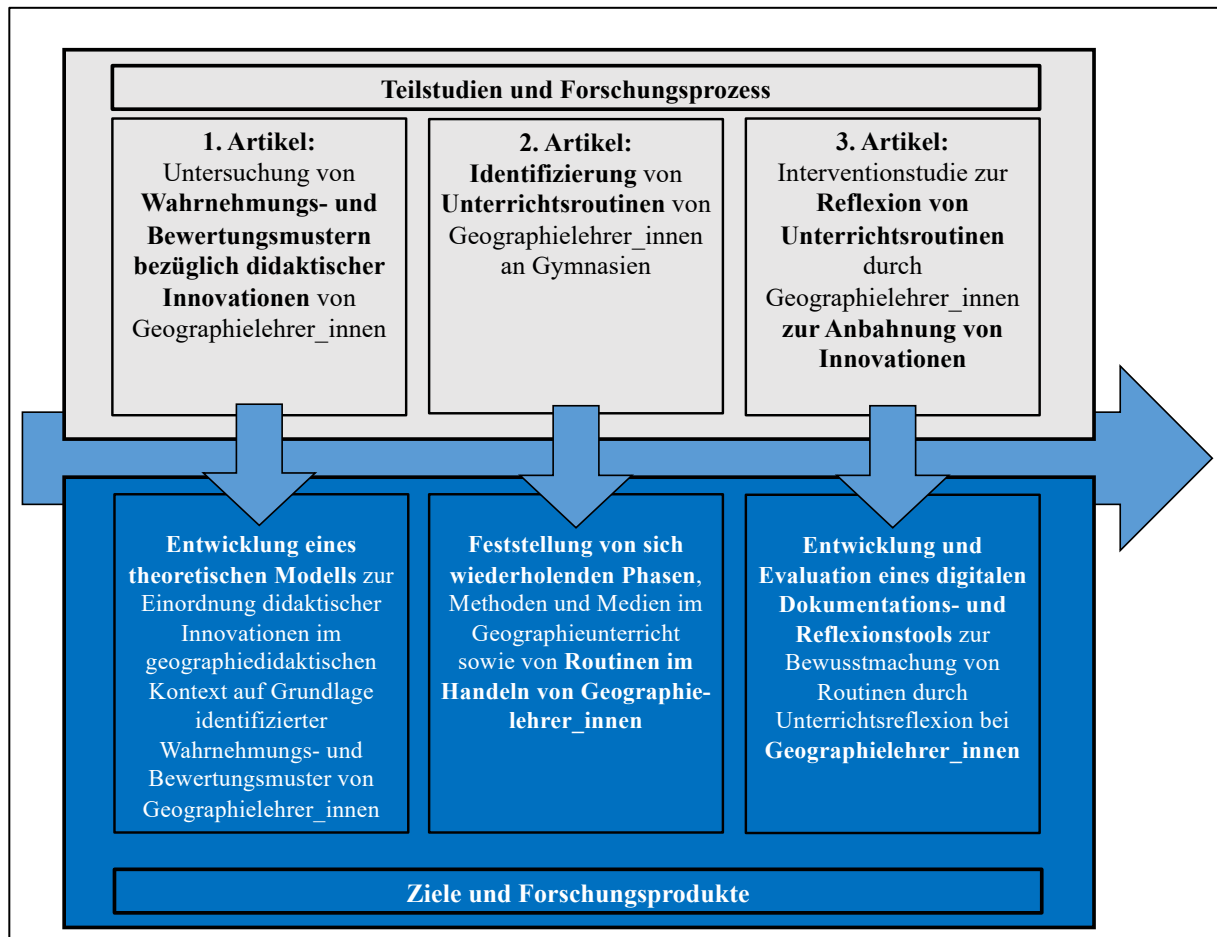 Teilstudien und Forschungsprozess
1. Artikel:
Untersuchung von
Wahrnehmungs- und
Bewertungsmustern
bezüglich didaktischer
Innovationen von
Geographielehrer_innen
2. Artikel:
Identifizierung von
Unterrichtsroutinen von
Geographielehrer_innen
an Gymnasien
3. Artikel:
Interventionstudie zur
Reflexion von
Unterrichtsroutinen
durch
Geographielehrer_innen
zur Anbahnung von
Innovationen
Entwicklung eines
theoretischen Modells zur
Einordnung didaktischer
Innovationen im
geographiedidaktischen
Kontext auf Grundlage
identifizierter
Wahrnehmungs- und
Bewertungsmuster von
Geographielehrer_innen
Feststellung von sich
wiederholenden Phasen,
Methoden und Medien im
Geographieunterricht
sowie von Routinen im
Handeln von Geographie-
lehrer_innen
Entwicklung und
Evaluation eines digitalen
Dokumentations- und
Reflexionstools zur
Bewusstmachung von
Routinen durch
Unterrichtsreflexion bei
Geographielehrer_innen
Ziele und Forschungsprodukte